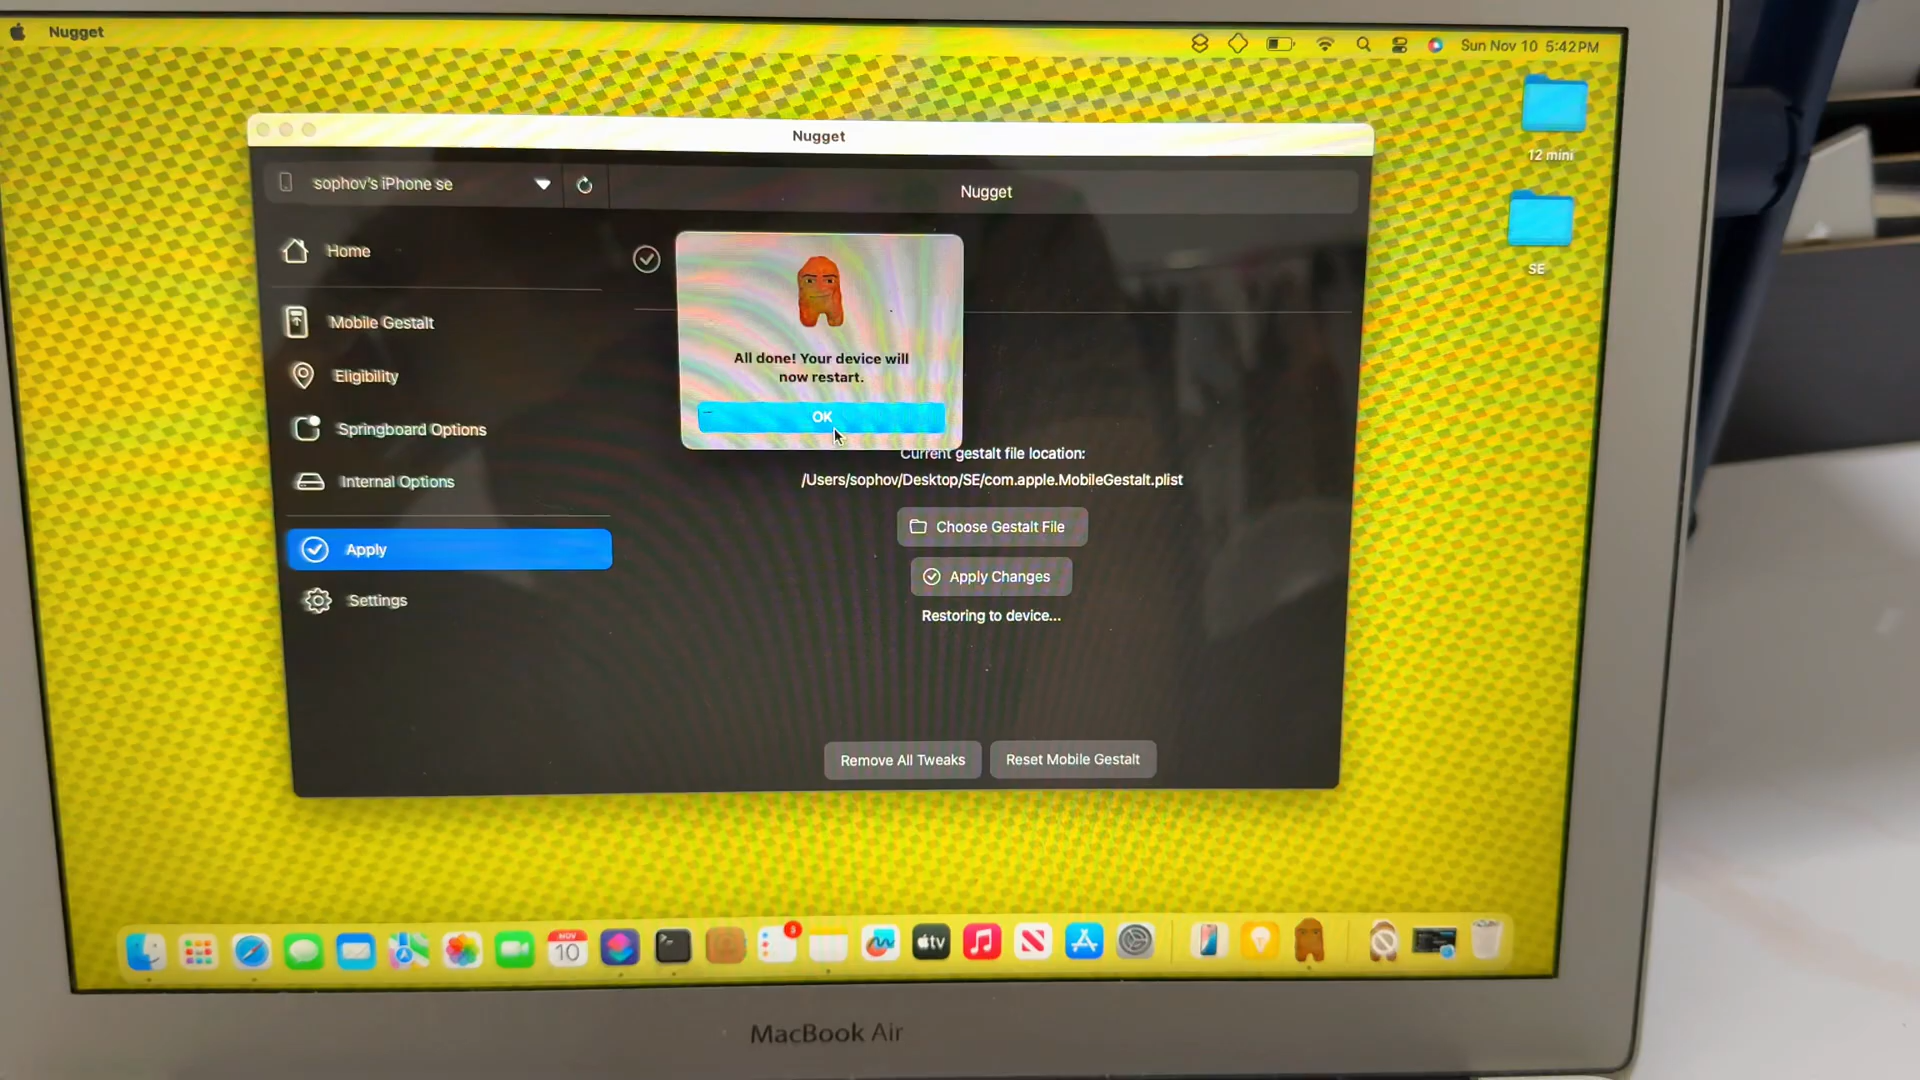 Nugget
Sun Nov 10 5:42 PM
12 mini
SE
Nugget
sophov's iPhone se
Nugget
Home
Mobile Gestalt
Eligibility
Springboard Options
Internal Options
Apply
Settings
All done! Your device will
now restart.
OK
Current gestalt file location:
/Users/sophov/Desktop/SE/com.apple.MobileGestalt.plist
Choose Gestalt File
Apply Changes
Restoring to device...
Remove All Tweaks
Reset Mobile Gestalt
NOV
10
tv
MacBook Air